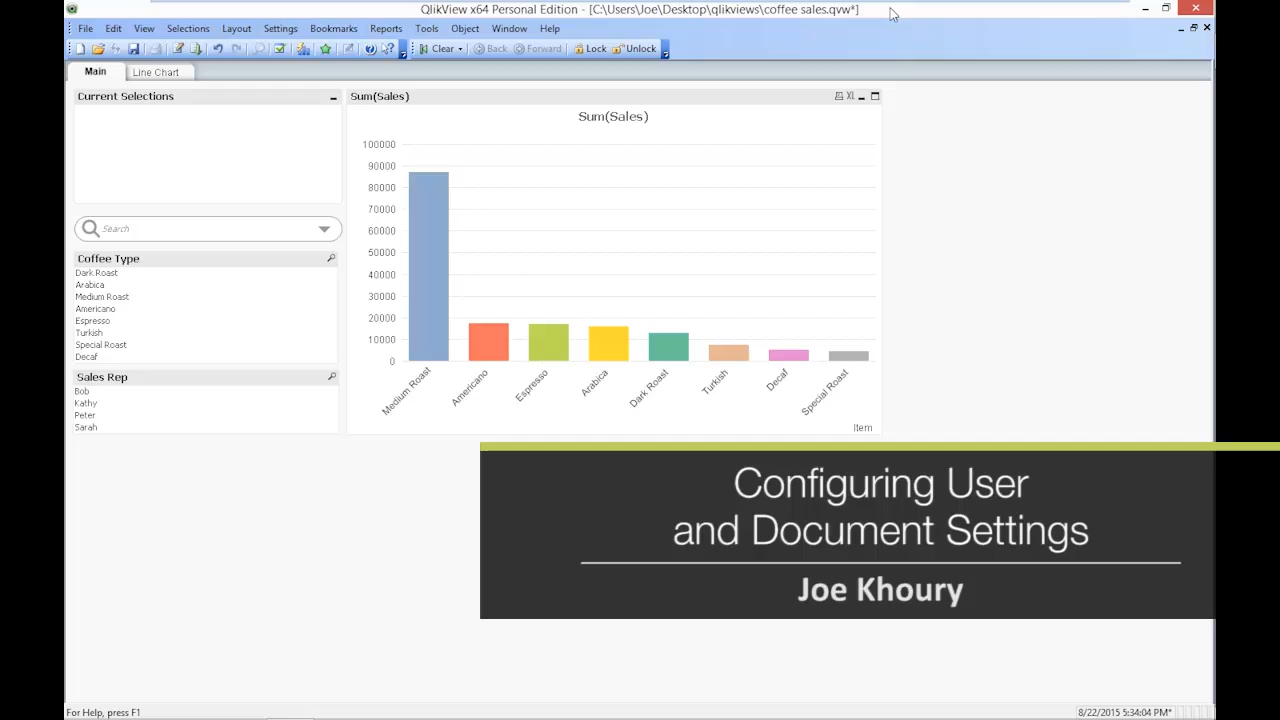 QlikView x64 Personal Edition - [C:\Users\Joe\Desktop\qlikviews\coffee sales.qvw*]
File Edit View Selections Layout Settings Bookmarks Reports Tools Object Window Help
Clear Back Forward Lock Unlock
Main Line Chart
Current Selections
Search
Coffee Type
Dark Roast
Arabica
Medium Roast
Americano
Espresso
Turkish
Special Roast
Decaf
Sales Rep
Bob
Kathy
Peter
Sarah
Sum(Sales) XL
Sum(Sales)
100000
90000
80000
70000
60000
50000
40000
30000
20000
10000
0
Medium Roast
Americano
Espresso
Arabica
Dark Roast
Turkish
Decaf
Special Roast
Item
Configuring User
and Document Settings
Joe Khoury
For Help, press F1
8/22/2015 5:34:04 PM*